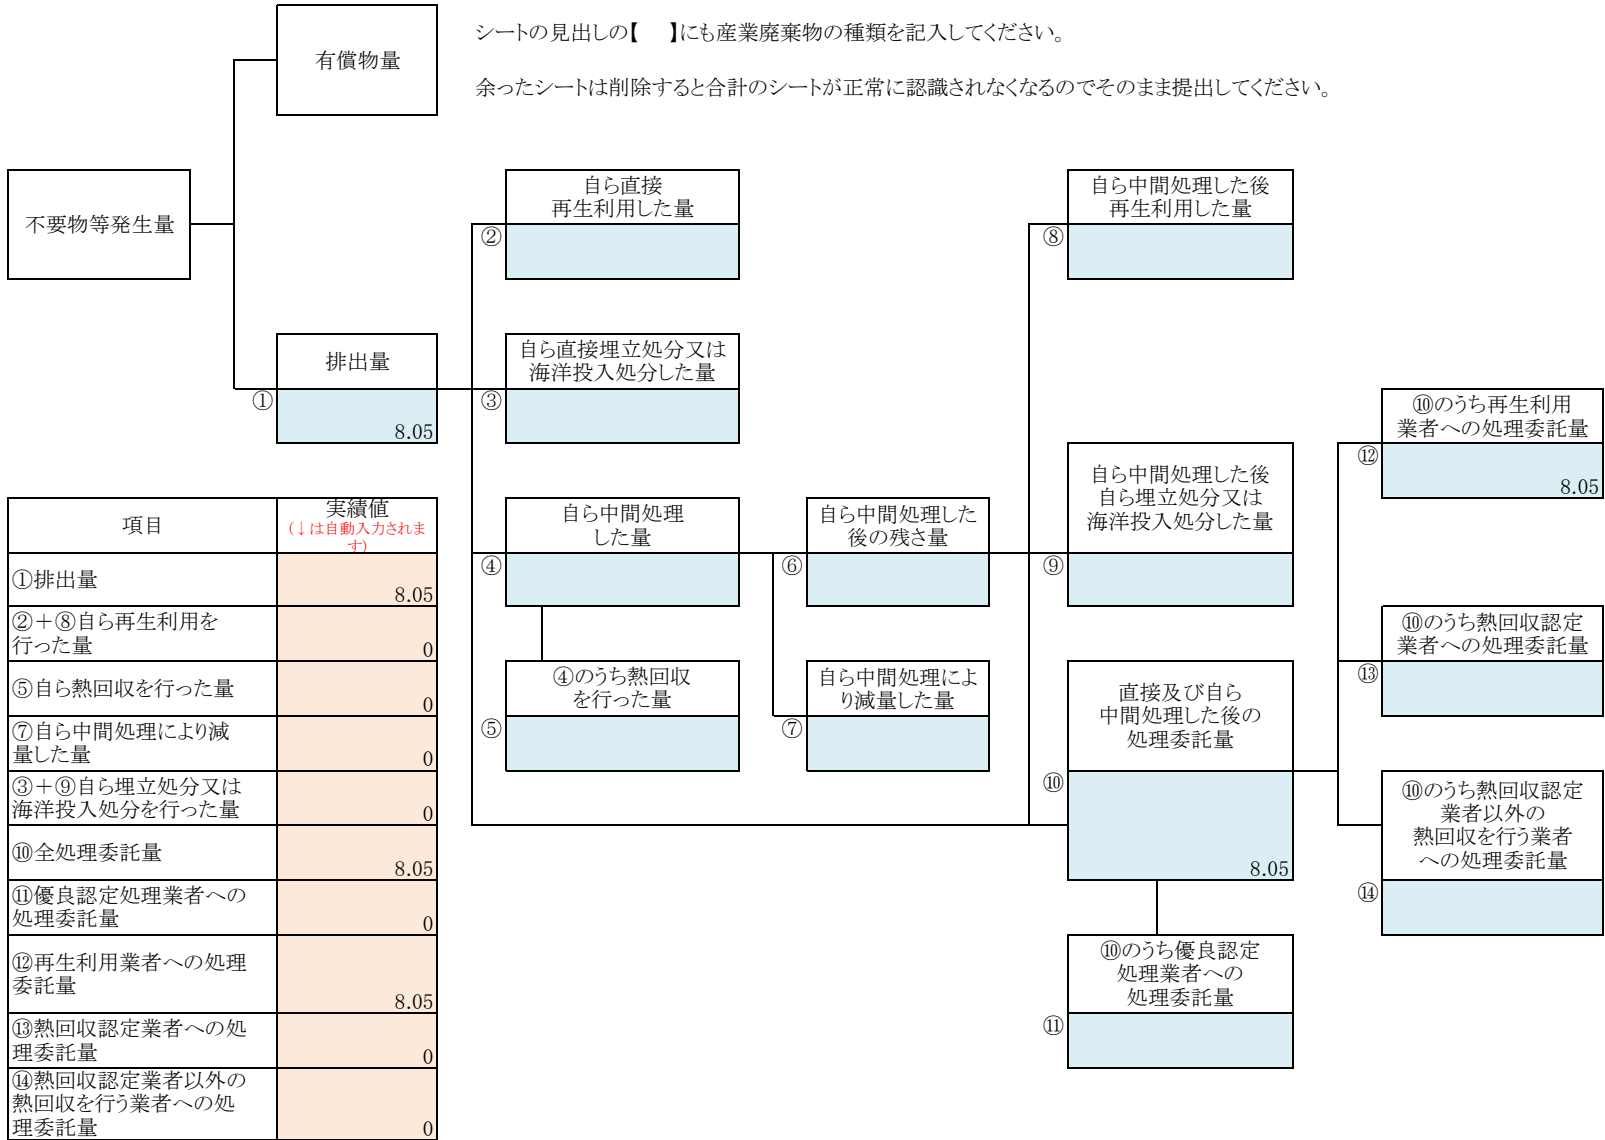 シートの見出しの【　】にも産業廃棄物の種類を記入してください。
余ったシートは削除すると合計のシートが正常に認識されなくなるのでそのまま提出してください。
有償物量
不要物等発生量
排出量
①
8.05
自ら直接
再生利用した量
②
自ら直接埋立処分又は
海洋投入処分した量
③
自ら中間処理
した量
④
④のうち熱回収
を行った量
⑤
自ら中間処理した
後の残さ量
⑥
自ら中間処理によ
り減量した量
⑦
自ら中間処理した後
再生利用した量
⑧
自ら中間処理した後
自ら埋立処分又は
海洋投入処分した量
⑨
直接及び自ら
中間処理した後の
処理委託量
⑩
8.05
⑩のうち優良認定
処理業者への
処理委託量
⑪
⑩のうち再生利用
業者への処理委託量
⑫
8.05
⑩のうち熱回収認定
業者への処理委託量
⑬
⑩のうち熱回収認定
業者以外の
熱回収を行う業者
への処理委託量
⑭
項目
実績値
(↓は自動入力されま
す)
①排出量
8.05
②＋⑧自ら再生利用を
行った量
0
⑤自ら熱回収を行った量
0
⑦自ら中間処理により減
量した量
0
③＋⑨自ら埋立処分又は
海洋投入処分を行った量
0
⑩全処理委託量
8.05
⑪優良認定処理業者への
処理委託量
0
⑫再生利用業者への処理
委託量
8.05
⑬熱回収認定業者への処
理委託量
0
⑭熱回収認定業者以外の
熱回収を行う業者への処
理委託量
0